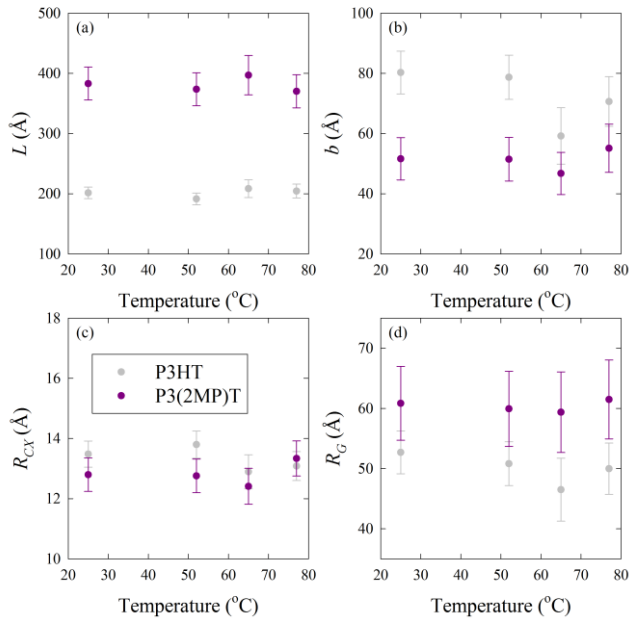 500
(a)
400
L (Å)
300
200
100
20 30 40 50 60 70 80
Temperature (°C)
100
(b)
80
b (Å)
60
40
20
20 30 40 50 60 70 80
Temperature (°C)
18
(c)
16
P3HT
P3(2MP)T
R_CX (Å)
14
12
10
20 30 40 50 60 70 80
Temperature (°C)
(d)
70
60
R_G (Å)
50
40
20 30 40 50 60 70 80
Temperature (°C)